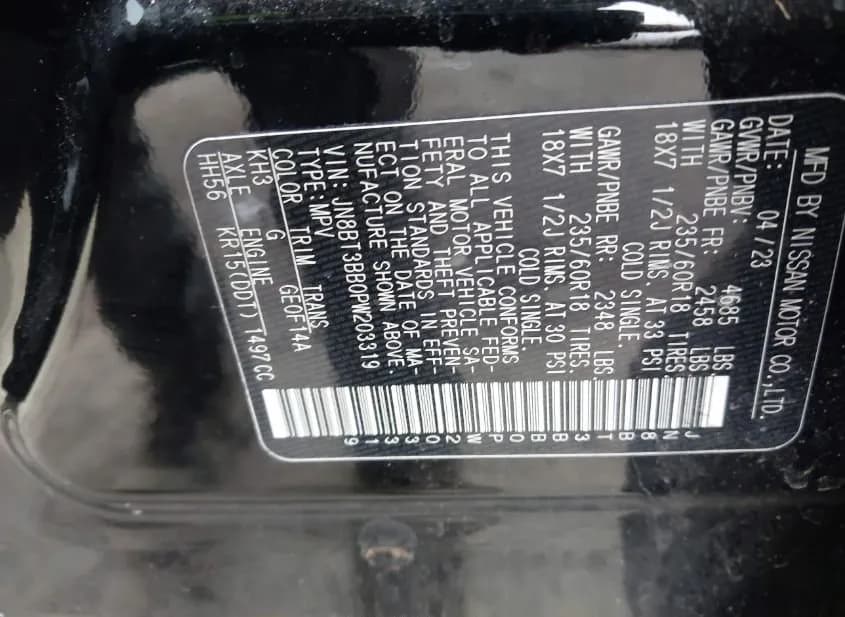 MFD BY NISSAN MOTOR CO.,LTD.
DATE: 04/23
GVWR/PNBV: 4685 LBS
GAWR/PNBE FR: 2458 LBS.
WITH 235/60R18 TIRES.
18X7 1/2J RIMS. AT 33 PSI
COLD SINGLE.
GAWR/PNBE RR: 2348 LBS.
WITH 235/60R18 TIRES.
18X7 1/2J RIMS AT 30 PSI
COLD SINGLE.
THIS VEHICLE CONFORMS
TO ALL APPLICABLE FED-
ERAL MOTOR VEHICLE SA-
FETY AND THEFT PREVEN-
TION STANDARDS IN EFF-
ECT ON THE DATE OF MA-
NUFACTURE SHOWN ABOVE
VIN: JN8BT3BB0PW203319
TYPE:MPV
COLOR TRIM TRANS
KH3 G GE0F14A
AXLE ENGINE
HH56 KR15(DDT) 1497CC
JN8BT3BB0PW203319